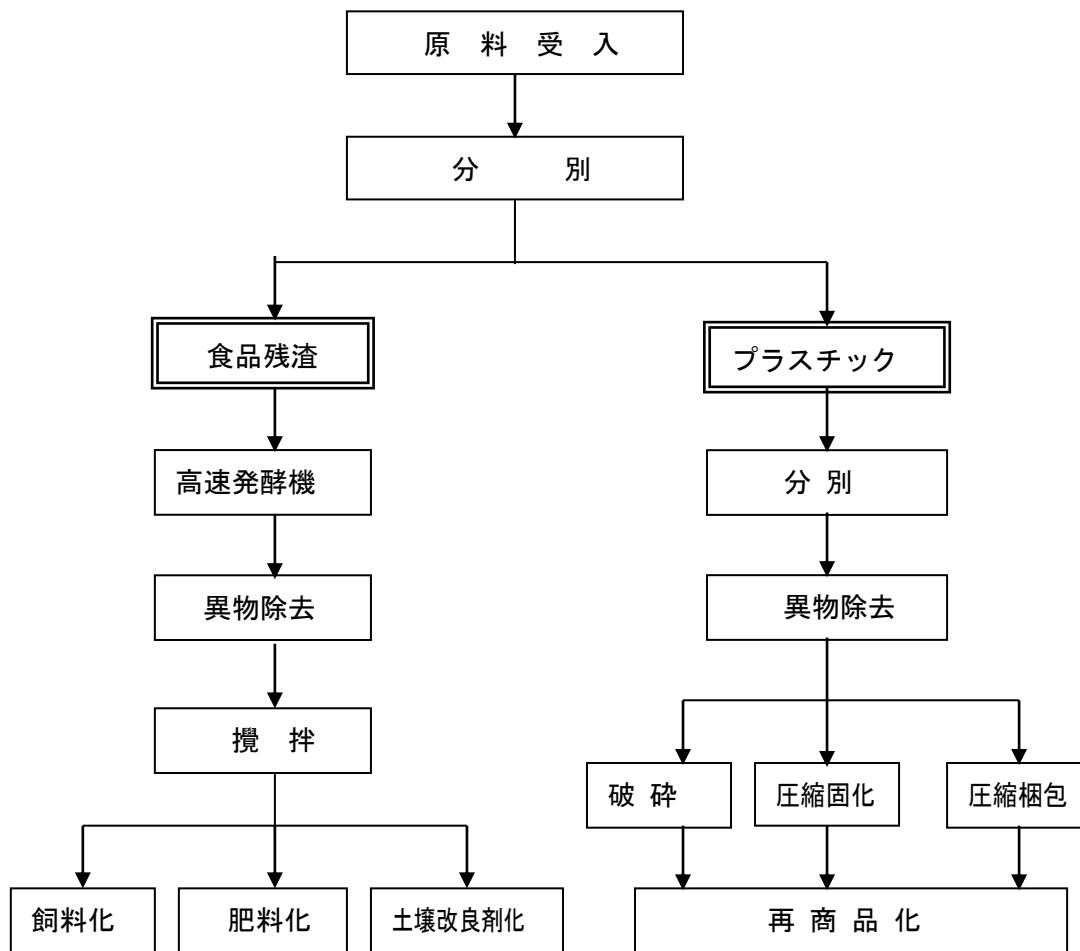 原料受入
分別
食品残渣
プラスチック
高速発酵機
分別
異物除去
異物除去
攪拌
破砕
圧縮固化
圧縮梱包
飼料化
肥料化
土壌改良剤化
再商品化